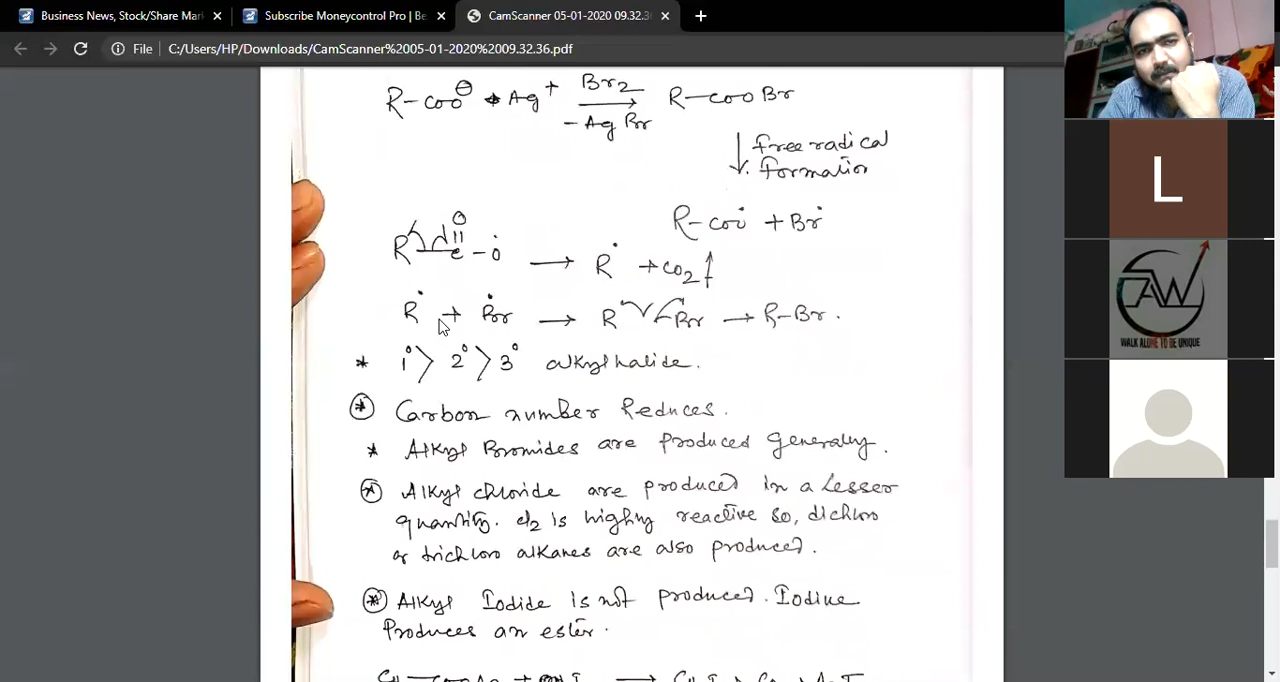 Business News, Stock/Share Mar
Subscribe Moneycontrol Pro | Be
CamScanner 05-01-2020 09.32.3
File
C:/Users/HP/Downloads/CamScanner%2005-01-2020%2009.32.36.pdf
R-coo⊖ + Ag+ Br2 → - AgBr R-cooBr
↓ free radical
formation
R-coȯ + Br˙
R - c - ȯ → R˙ + co2↑
R˙ + Ḃr → R Br → R-Br.
* 1° > 2° > 3° alkylhalide.
* Carbon number Reduces.
* Alkyl Bromides are produced generally.
* Alkyl chloride are produced in a Lesser
quantity. cl2 is highly reactive so, dichloro
or trichloro alkanes are also produced.
* Alkyl Iodide is not produced. Iodine
Produces an ester.
L
CAW
WALK ALONE TO BE UNIQUE